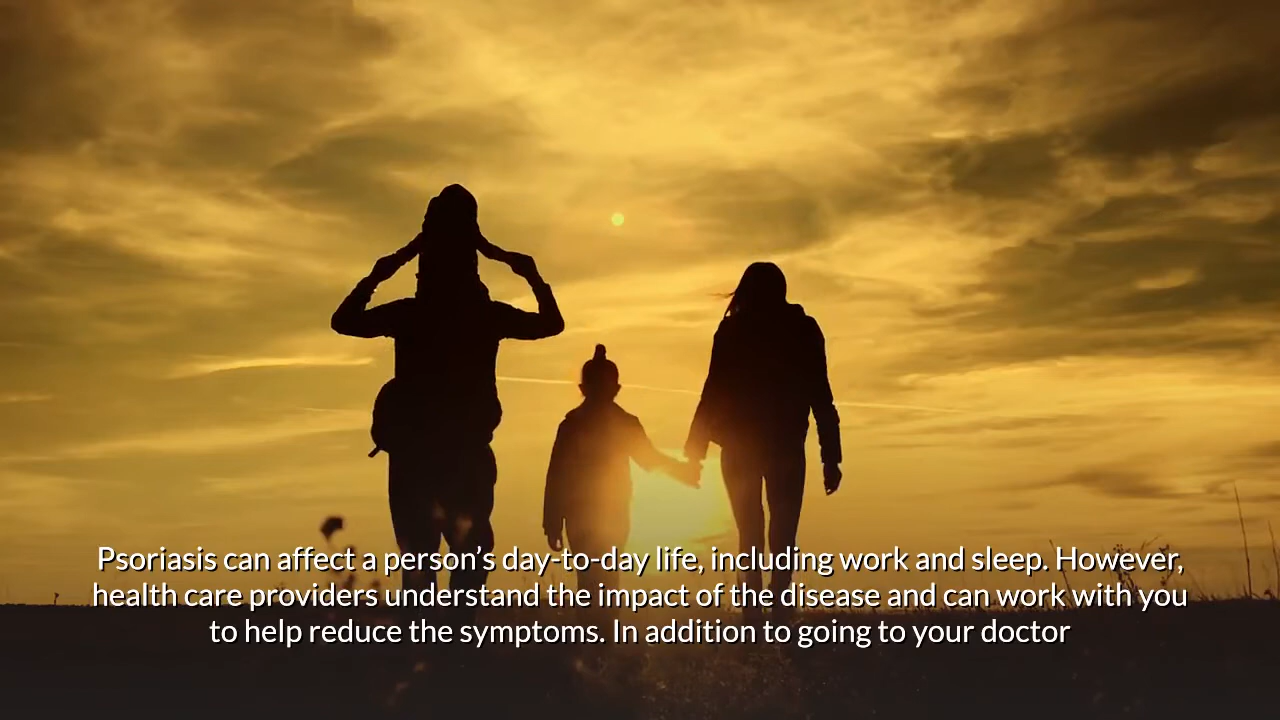 Psoriasis can affect a person’s day-to-day life, including work and sleep. However,
health care providers understand the impact of the disease and can work with you
to help reduce the symptoms. In addition to going to your doctor